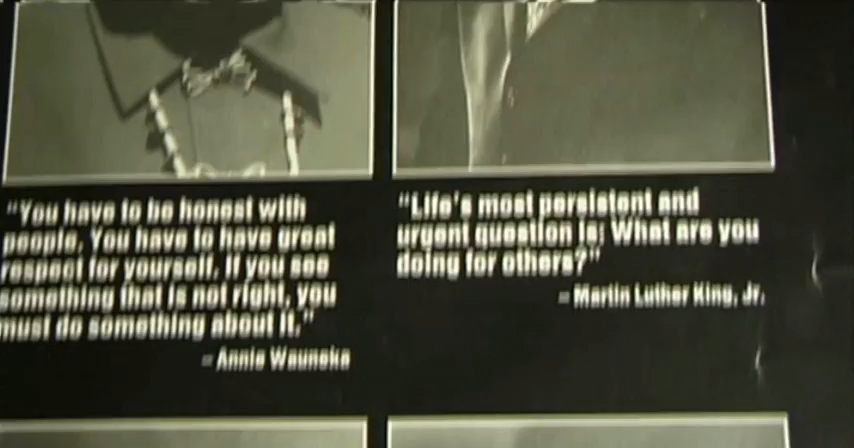 "You have to be honest with
people. You have to have great
respect for yourself. If you see
something that is not right, you
must do something about it."
– Annie Wauneka
"Life's most persistent and
urgent question is: What are you
doing for others?"
– Martin Luther King, Jr.